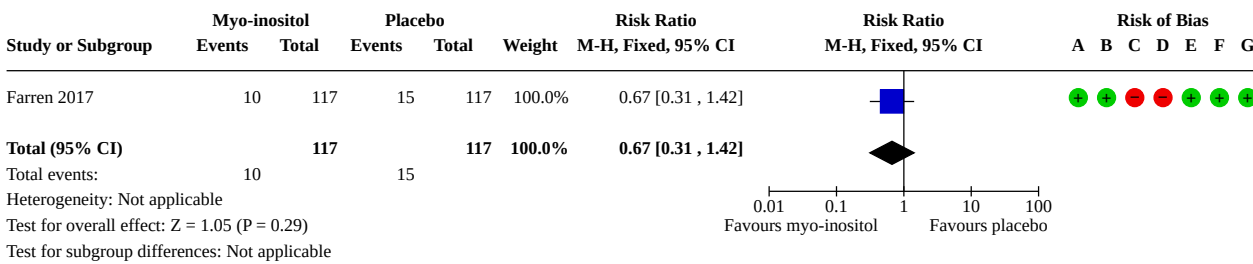 Myo-inositol Placebo Risk Ratio Risk Ratio Risk of Bias
Study or Subgroup Events Total Events Total Weight M-H, Fixed, 95% CI M-H, Fixed, 95% CI A B C D E F G
Farren 2017 10 117 15 117 100.0% 0.67 [0.31 , 1.42] + + − − + + +
Total (95% CI) 117 117 100.0% 0.67 [0.31 , 1.42]
Total events: 10 15
Heterogeneity: Not applicable
0.01 0.1 1 10 100
Test for overall effect: Z = 1.05 (P = 0.29)
Favours myo-inositol Favours placebo
Test for subgroup differences: Not applicable